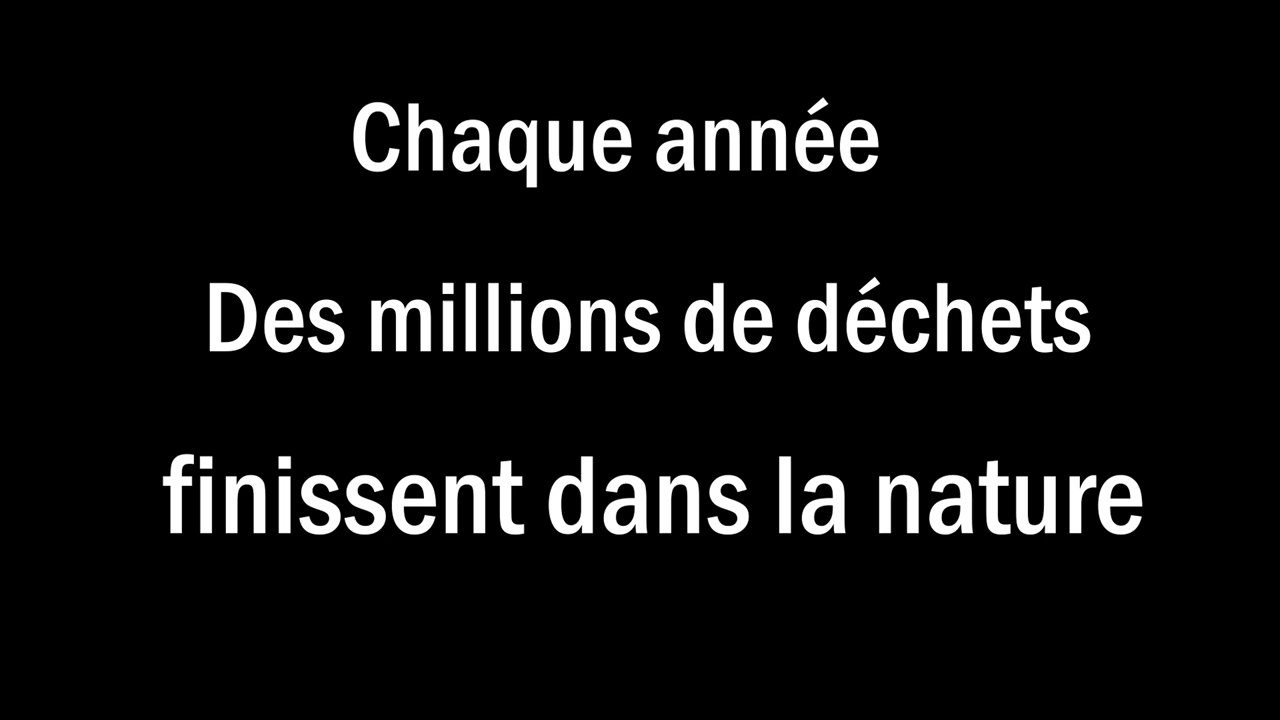 Chaque année
Des millions de déchets
finissent dans la nature